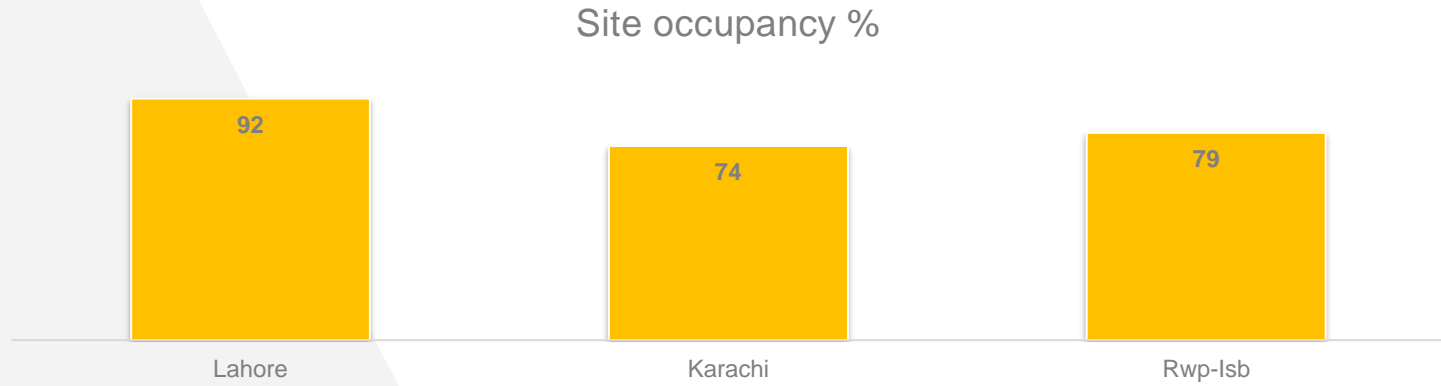 Site occupancy %
92
74
79
Lahore
Karachi
Rwp-Isb